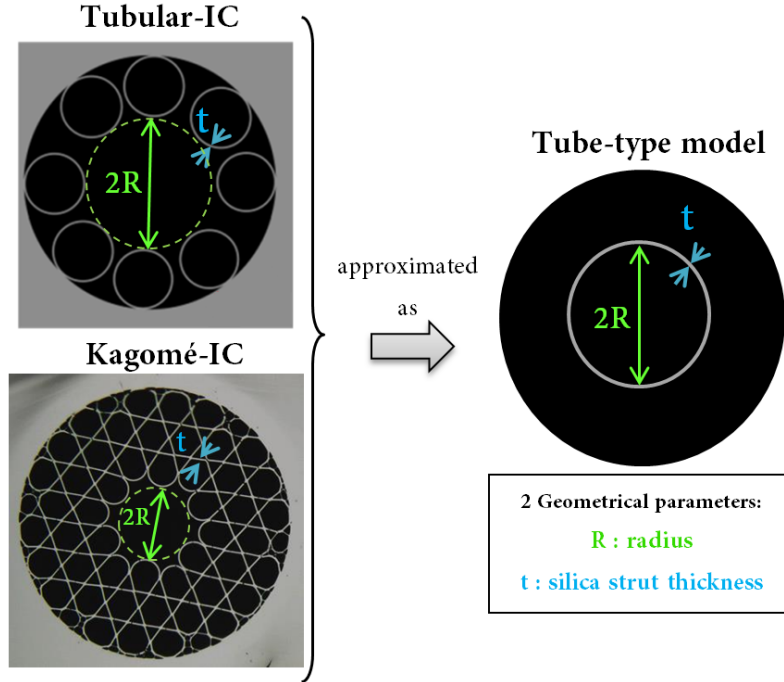 Tubular-IC
t
2R
Kagomé-IC
t
2R
approximated
as
Tube-type model
t
2R
2 Geometrical parameters:
R : radius
t : silica strut thickness